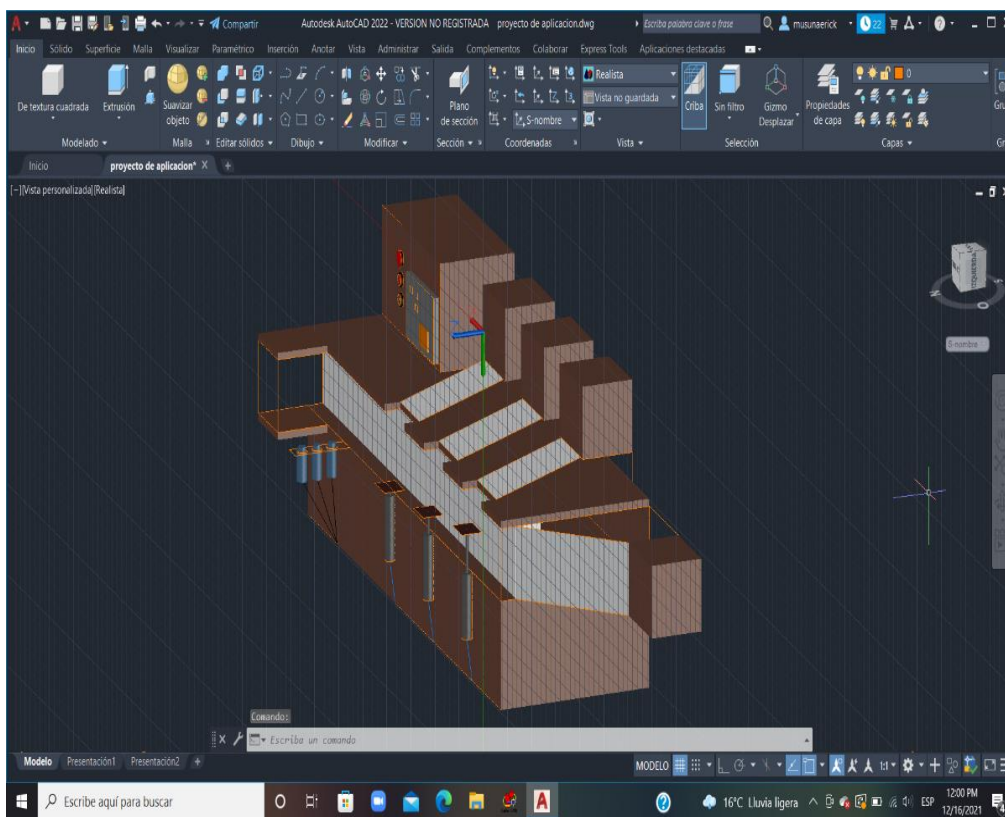 Compartir Autodesk AutoCAD 2022 - VERSION NO REGISTRADA proyecto de aplicacion.dwg Escriba palabra clave o frase musunaerick 22
Inicio Sólido Superficie Malla Visualizar Paramétrico Inserción Anotar Vista Administrar Salida Complementos Colaborar Express Tools Aplicaciones destacadas
De textura cuadrada Extrusión Suavizar objeto Plano de sección Realista Vista no guardada S-nombre Criba Sin filtro Gizmo Desplazar Propiedades de capa 0
Modelado Malla Editar sólidos Dibujo Modificar Sección Coordenadas Vista Selección Capas
Inicio proyecto de aplicacion* X +
[−][Vista personalizada][Realista]
S-nombre
Comando:
Escriba un comando
Modelo Presentación1 Presentación2 + MODELO 1:1
Escribe aquí para buscar 16°C Lluvia ligera ESP 12:00 PM
12/16/2021